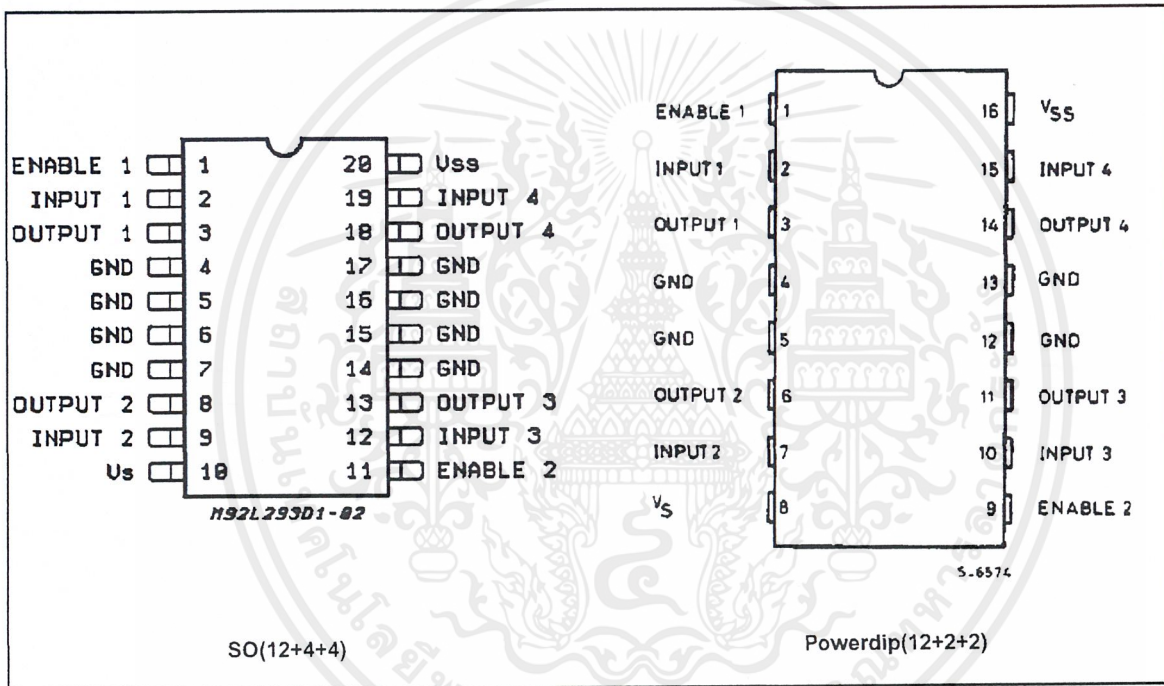 ENABLE 1 1 20 Vss
INPUT 1 2 19 INPUT 4
OUTPUT 1 3 18 OUTPUT 4
GND 4 17 GND
GND 5 16 GND
GND 6 15 GND
GND 7 14 GND
OUTPUT 2 8 13 OUTPUT 3
INPUT 2 9 12 INPUT 3
Vs 10 11 ENABLE 2
M92L293D1-02
SO(12+4+4)
ENABLE 1 1 16 VSS
INPUT 1 2 15 INPUT 4
OUTPUT 1 3 14 OUTPUT 4
GND 4 13 GND
GND 5 12 GND
OUTPUT 2 6 11 OUTPUT 3
INPUT 2 7 10 INPUT 3
VS 8 9 ENABLE 2
S-6574
Powerdip(12+2+2)